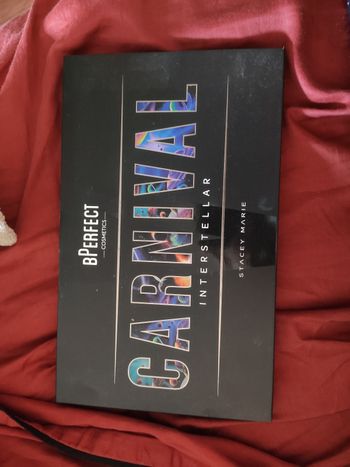 BPERFECT
COSMETICS
CARNIVAL
INTERSTELLAR
STACEY MARIE